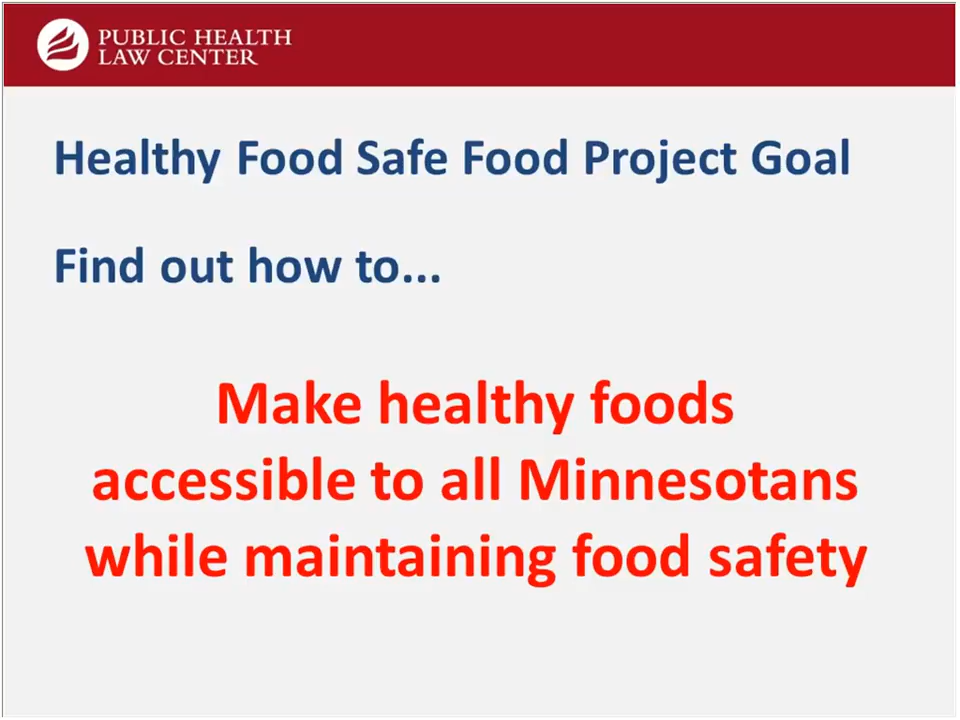 PUBLIC HEALTH
LAW CENTER
Healthy Food Safe Food Project Goal
Find out how to...
Make healthy foods
accessible to all Minnesotans
while maintaining food safety